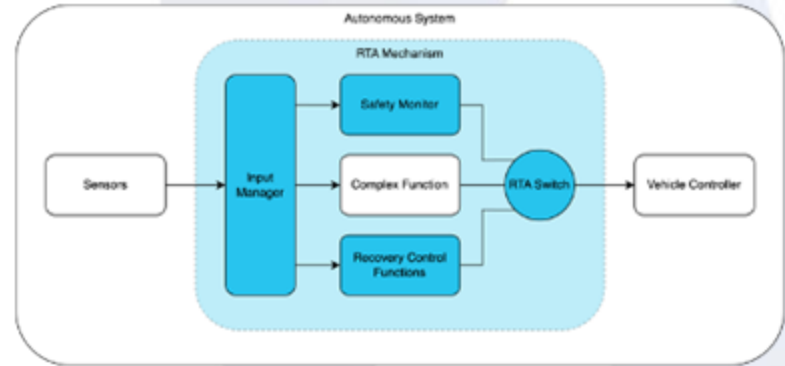 Autonomous System
RTA Mechanism
Safety Monitor
Sensors
Input
Manager
Complex Function
RTA Switch
Vehicle Controller
Recovery Control
Functions